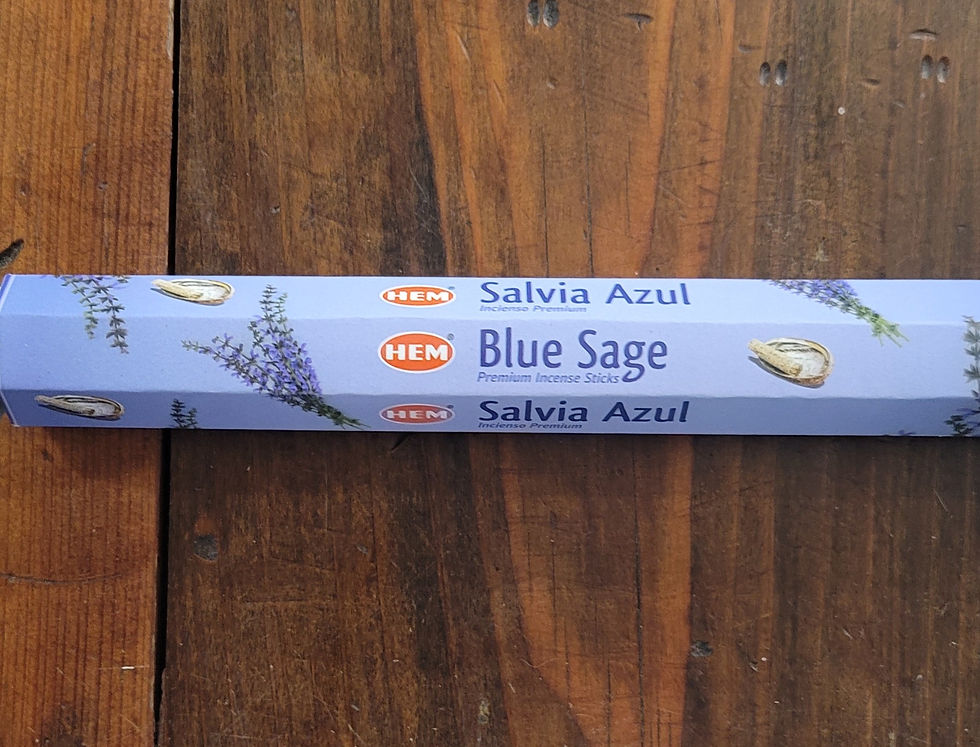 HEM® Salvia Azul
Incienso Premium
HEM® Blue Sage
Premium Incense Sticks
HEM® Salvia Azul
Incienso Premium